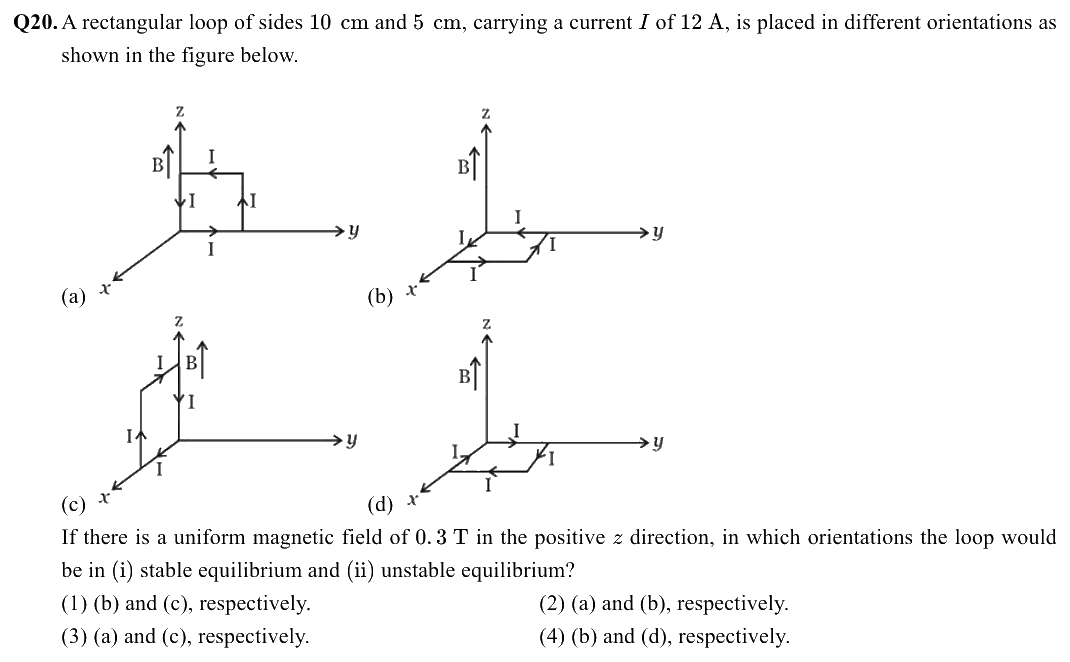 Q20. A rectangular loop of sides 10 cm and 5 cm, carrying a current I of 12 A, is placed in different orientations as
shown in the figure below.
z
B
I
I
I
I
y
x
(a)
z
B
I
I
I
I
y
x
(b)
z
I
B
I
I
I
y
x
(c)
z
B
I
I
I
I
y
x
(d)
If there is a uniform magnetic field of 0.3 T in the positive z direction, in which orientations the loop would
be in (i) stable equilibrium and (ii) unstable equilibrium?
(1) (b) and (c), respectively.
(2) (a) and (b), respectively.
(3) (a) and (c), respectively.
(4) (b) and (d), respectively.